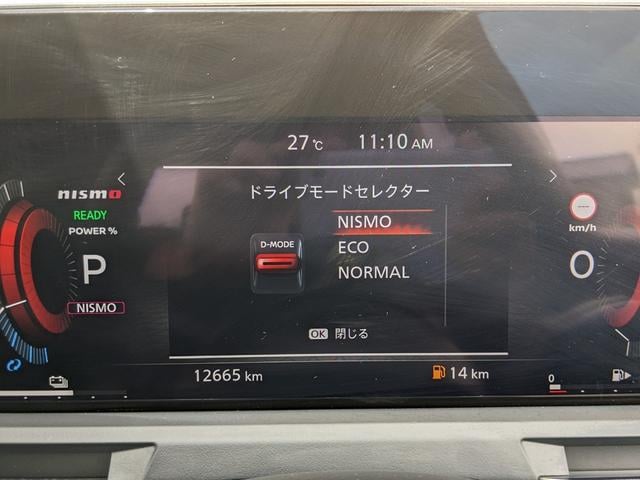 27℃ 11:10 AM
ドライブモードセレクター
nismo
READY
POWER %
P
NISMO
D-MODE
NISMO
ECO
NORMAL
OK 閉じる
---
km/h
0
12665 km
14 km
0